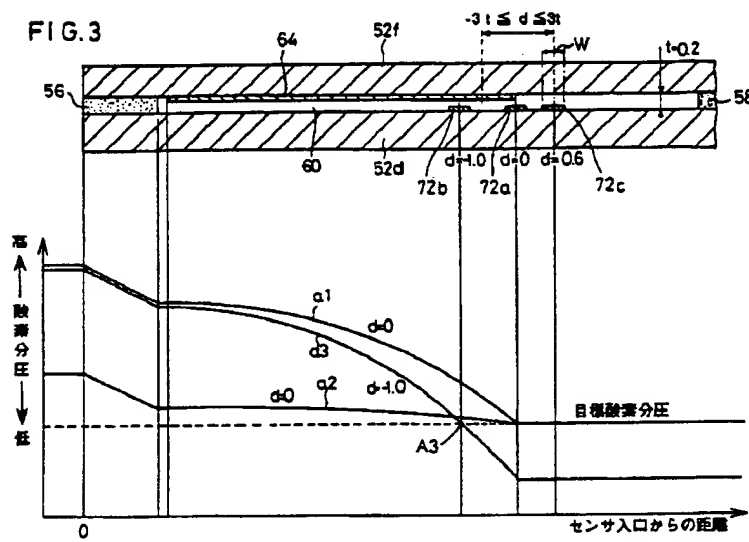 FIG.3
52f
-3t≦ d ≦3t
64
W
t=0.2
56
58
60
52d
72b
d=-1.0
72a
d=0
d=0.6
72c
高
酸素分圧
低
a1
d=0
d3
d=-1.0
d=0
a2
目標酸素分圧
A3
0
センサ入口からの距離